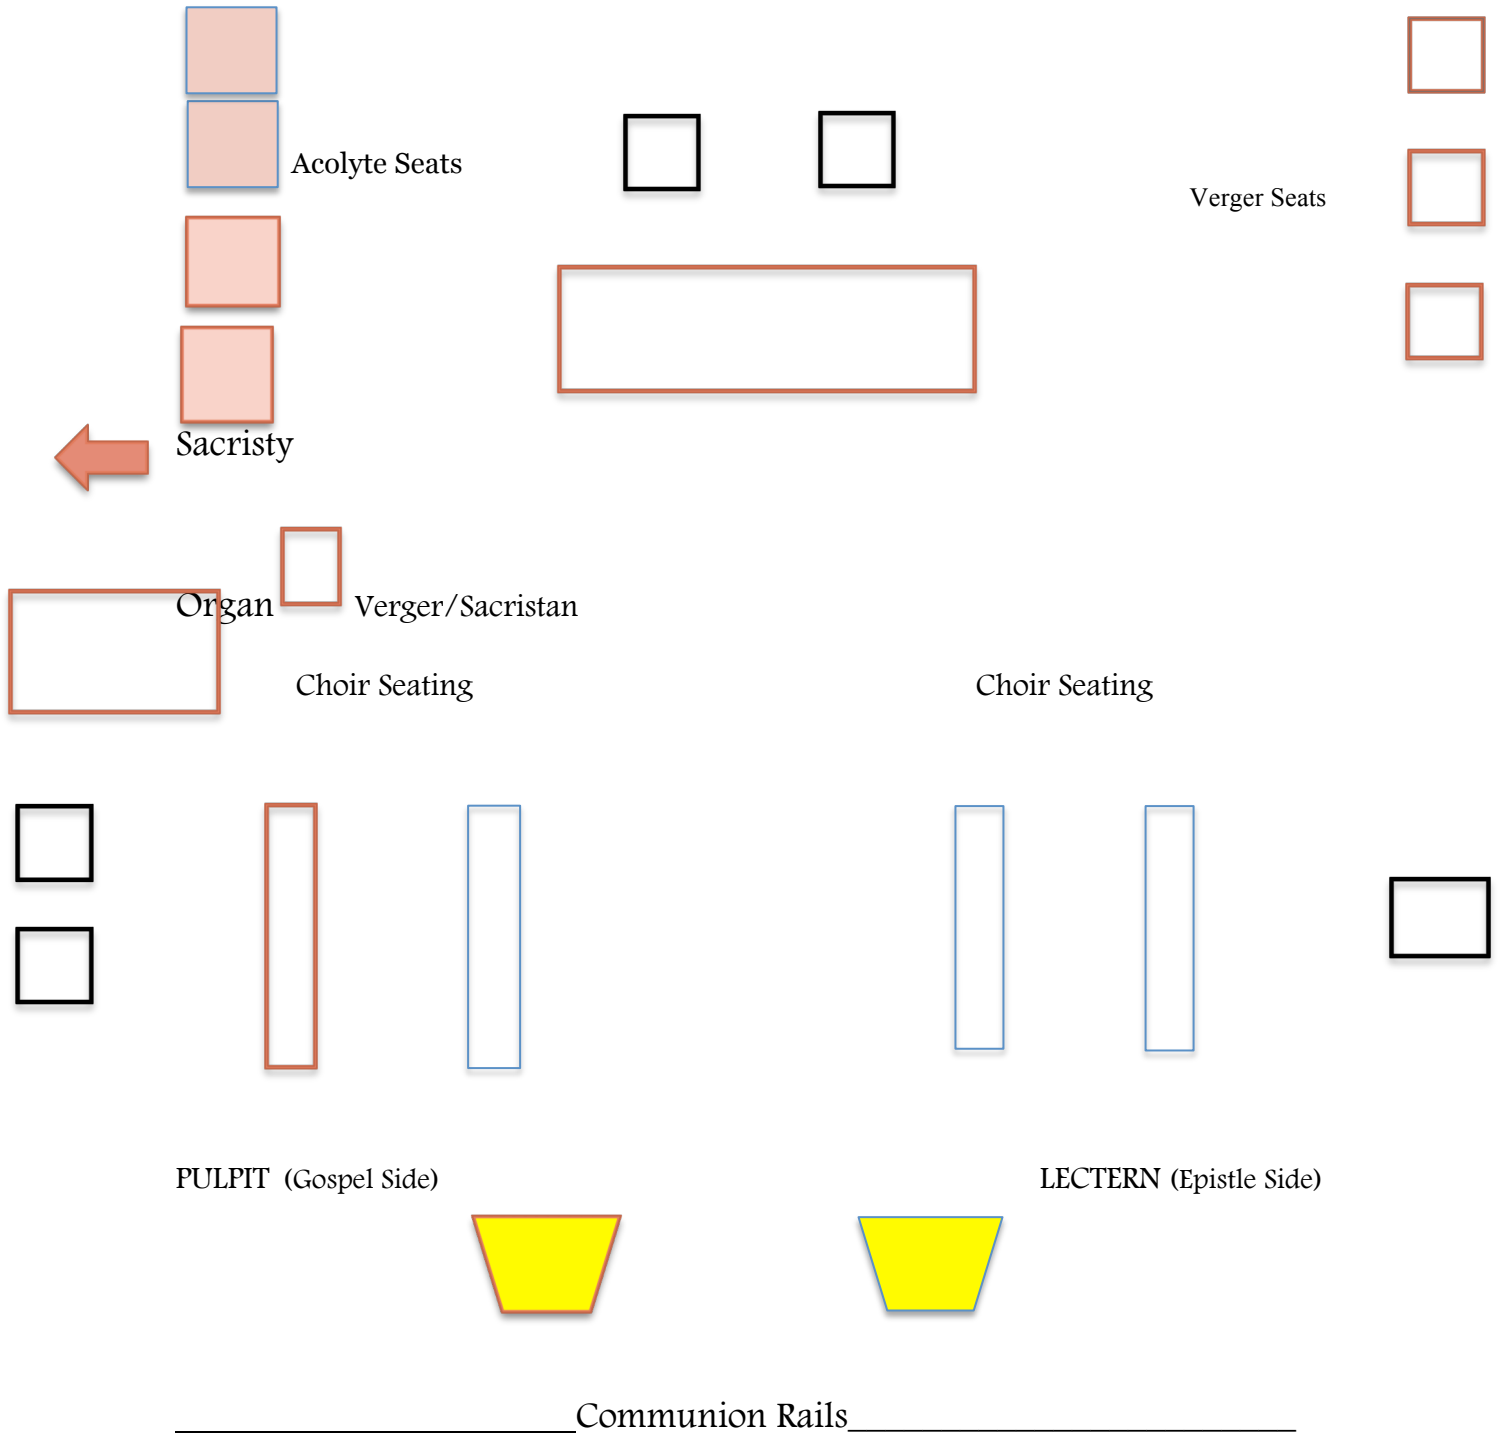 Acolyte Seats
Verger Seats
Sacristy
Organ
Verger/Sacristan
Choir Seating
Choir Seating
PULPIT (Gospel Side)
LECTERN (Epistle Side)
Communion Rails